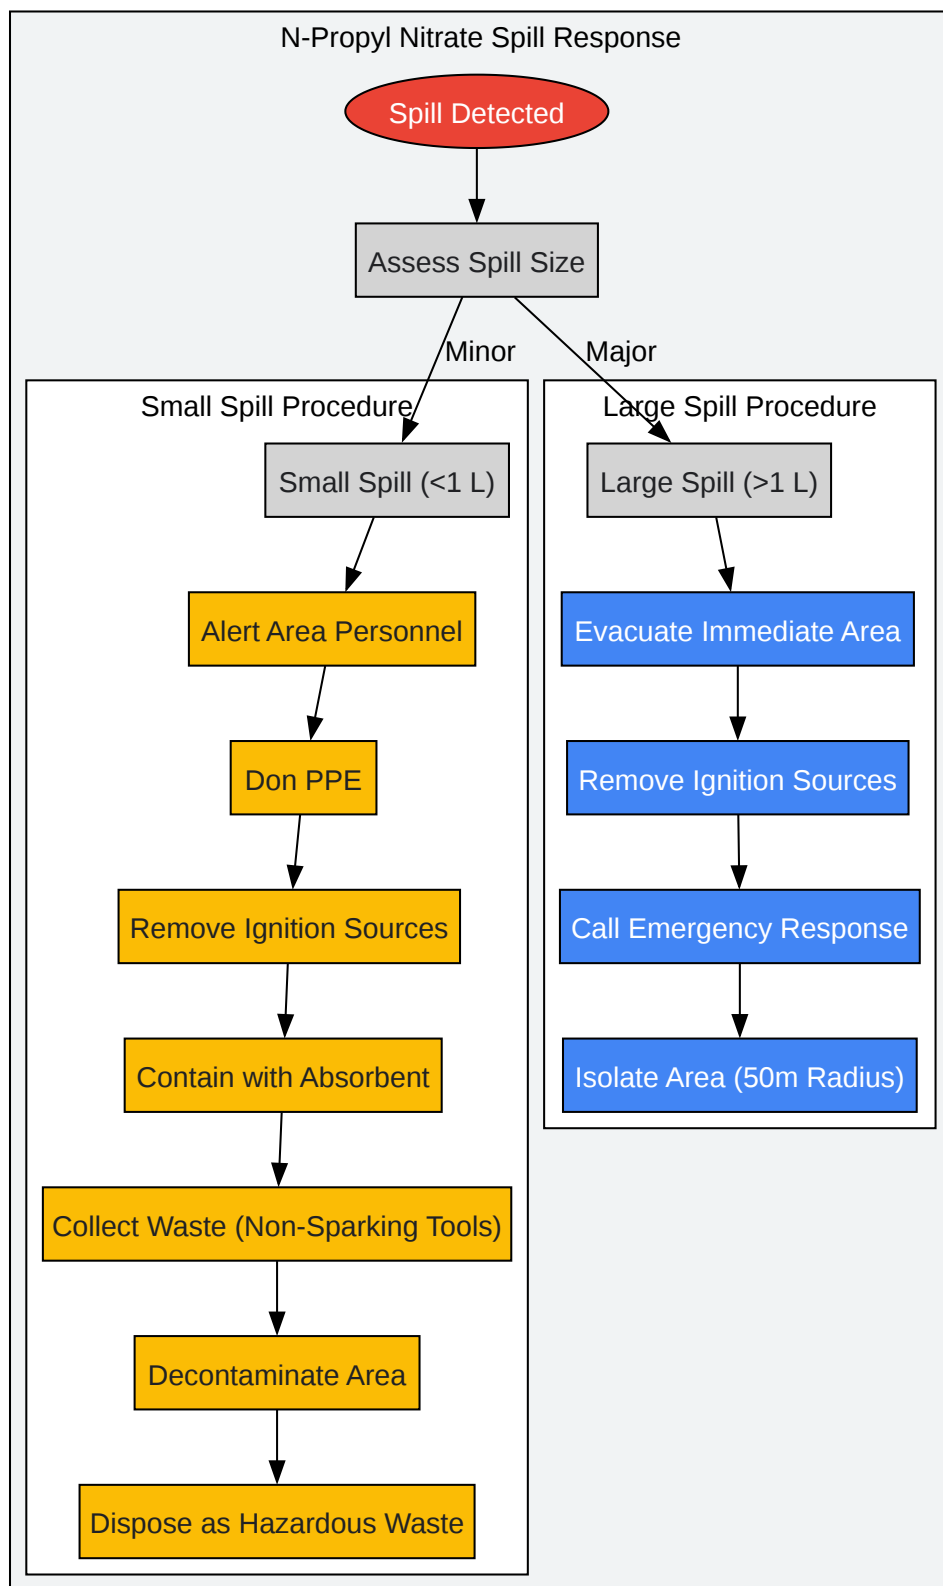 N-Propyl Nitrate Spill Response
Spill Detected
Assess Spill Size
Minor
Major
Small Spill Procedure
Small Spill (<1 L)
Alert Area Personnel
Don PPE
Remove Ignition Sources
Contain with Absorbent
Collect Waste (Non-Sparking Tools)
Decontaminate Area
Dispose as Hazardous Waste
Large Spill Procedure
Large Spill (>1 L)
Evacuate Immediate Area
Remove Ignition Sources
Call Emergency Response
Isolate Area (50m Radius)